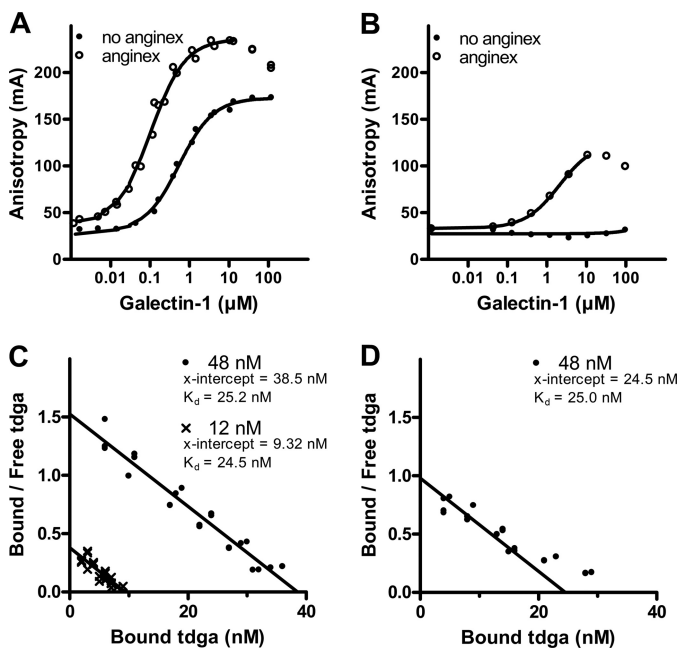 A
no anginex
anginex
200
150
100
50
0
Anisotropy (mA)
0.01 0.1 1 10 100
Galectin-1 (µM)
B
no anginex
anginex
200
150
100
50
0
Anisotropy (mA)
0.01 0.1 1 10 100
Galectin-1 (µM)
C
48 nM
x-intercept = 38.5 nM
Kd = 25.2 nM
12 nM
x-intercept = 9.32 nM
Kd = 24.5 nM
1.5
1.0
0.5
0.0
Bound / Free tdga
0 20 40
Bound tdga (nM)
D
48 nM
x-intercept = 24.5 nM
Kd = 25.0 nM
1.5
1.0
0.5
0.0
Bound / Free tdga
0 20 40
Bound tdga (nM)